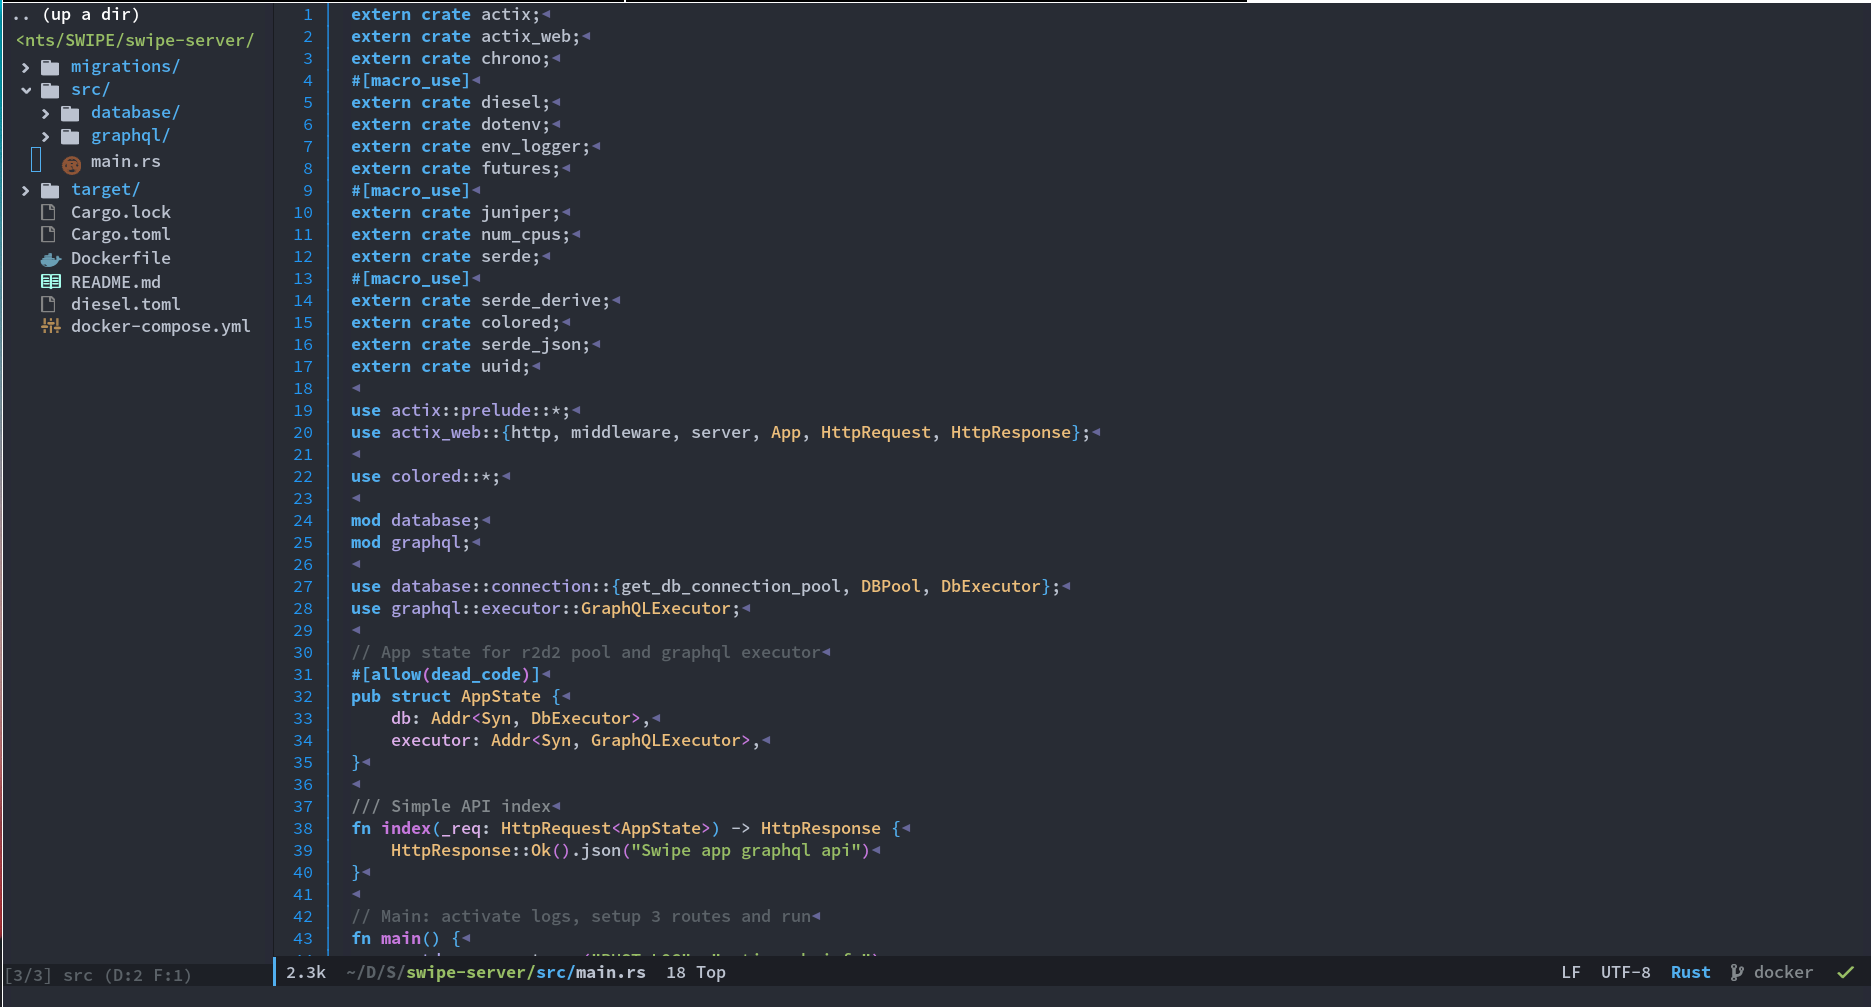 .. (up a dir)
<nts/SWIPE/swipe-server/
migrations/
src/
database/
graphql/
main.rs
target/
Cargo.lock
Cargo.toml
Dockerfile
README.md
diesel.toml
docker-compose.yml
[3/3] src (D:2 F:1)
1 extern crate actix;
2 extern crate actix_web;
3 extern crate chrono;
4 #[macro_use]
5 extern crate diesel;
6 extern crate dotenv;
7 extern crate env_logger;
8 extern crate futures;
9 #[macro_use]
10 extern crate juniper;
11 extern crate num_cpus;
12 extern crate serde;
13 #[macro_use]
14 extern crate serde_derive;
15 extern crate colored;
16 extern crate serde_json;
17 extern crate uuid;
18
19 use actix::prelude::*;
20 use actix_web::{http, middleware, server, App, HttpRequest, HttpResponse};
21
22 use colored::*;
23
24 mod database;
25 mod graphql;
26
27 use database::connection::{get_db_connection_pool, DBPool, DbExecutor};
28 use graphql::executor::GraphQLExecutor;
29
30 // App state for r2d2 pool and graphql executor
31 #[allow(dead_code)]
32 pub struct AppState {
33     db: Addr<Syn, DbExecutor>,
34     executor: Addr<Syn, GraphQLExecutor>,
35 }
36
37 /// Simple API index
38 fn index(_req: HttpRequest<AppState>) -> HttpResponse {
39     HttpResponse::Ok().json("Swipe app graphql api")
40 }
41
42 // Main: activate logs, setup 3 routes and run
43 fn main() {
2.3k ~/D/S/swipe-server/src/main.rs 18 Top LF UTF-8 Rust docker